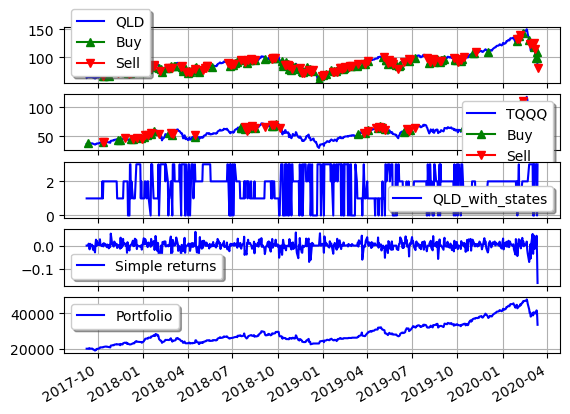 150
QLD
Buy
Sell
100
100
50
TQQQ
Buy
Sell
2
0
QLD_with_states
0.0
−0.1
Simple returns
40000
20000
Portfolio
2017-10
2018-01
2018-04
2018-07
2018-10
2019-01
2019-04
2019-07
2019-10
2020-01
2020-04